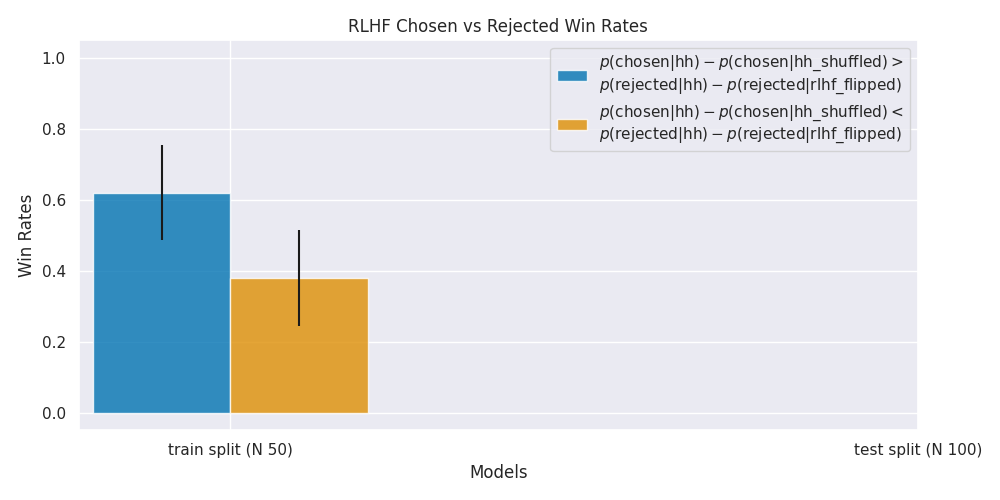 RLHF Chosen vs Rejected Win Rates
p(chosen|hh) − p(chosen|hh_shuffled) >
p(rejected|hh) − p(rejected|rlhf_flipped)
p(chosen|hh) − p(chosen|hh_shuffled) <
p(rejected|hh) − p(rejected|rlhf_flipped)
Win Rates
1.0
0.8
0.6
0.4
0.2
0.0
train split (N 50)
test split (N 100)
Models